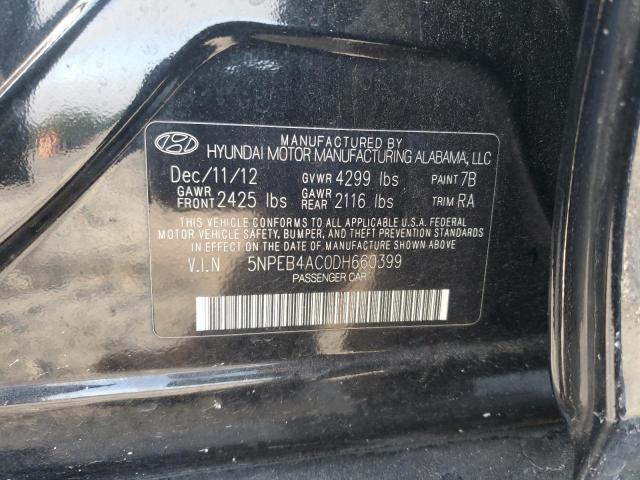 MANUFACTURED BY
HYUNDAI MOTOR MANUFACTURING ALABAMA, LLC
Dec/11/12 GVWR 4299 lbs PAINT 7B
GAWR FRONT 2425 lbs GAWR REAR 2116 lbs TRIM RA
THIS VEHICLE CONFORMS TO ALL APPLICABLE U.S.A. FEDERAL
MOTOR VEHICLE SAFETY, BUMPER, AND THEFT PREVENTION STANDARDS
IN EFFECT ON THE DATE OF MANUFACTURE SHOWN ABOVE
V.I.N 5NPEB4AC0DH660399
PASSENGER CAR